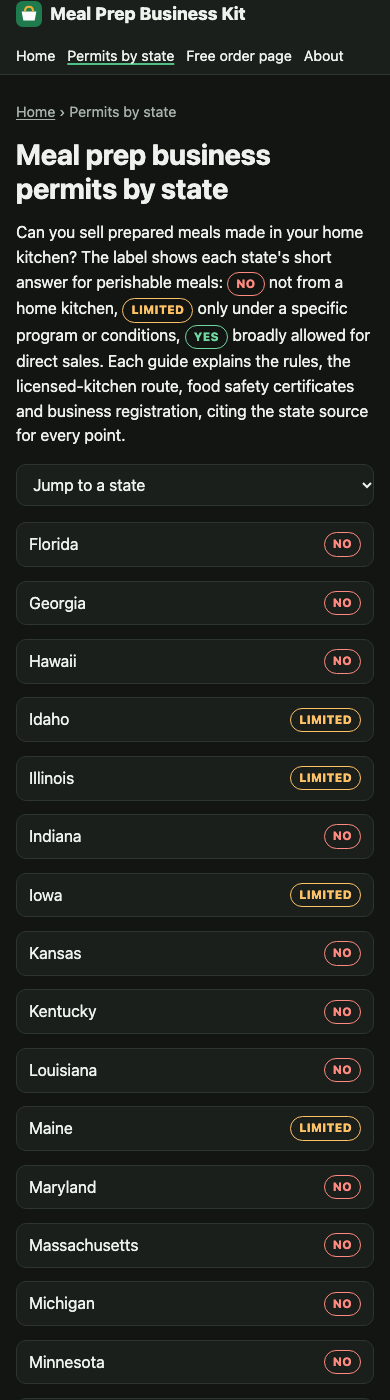 Meal Prep Business Kit
Home Permits by state Free order page About
Home › Permits by state
Meal prep business
permits by state
Can you sell prepared meals made in your home
kitchen? The label shows each state's short
answer for perishable meals: NO not from a
home kitchen, LIMITED only under a specific
program or conditions, YES broadly allowed for
direct sales. Each guide explains the rules, the
licensed-kitchen route, food safety certificates
and business registration, citing the state source
for every point.
Jump to a state
Florida NO
Georgia NO
Hawaii NO
Idaho LIMITED
Illinois LIMITED
Indiana NO
Iowa LIMITED
Kansas NO
Kentucky NO
Louisiana NO
Maine LIMITED
Maryland NO
Massachusetts NO
Michigan NO
Minnesota NO